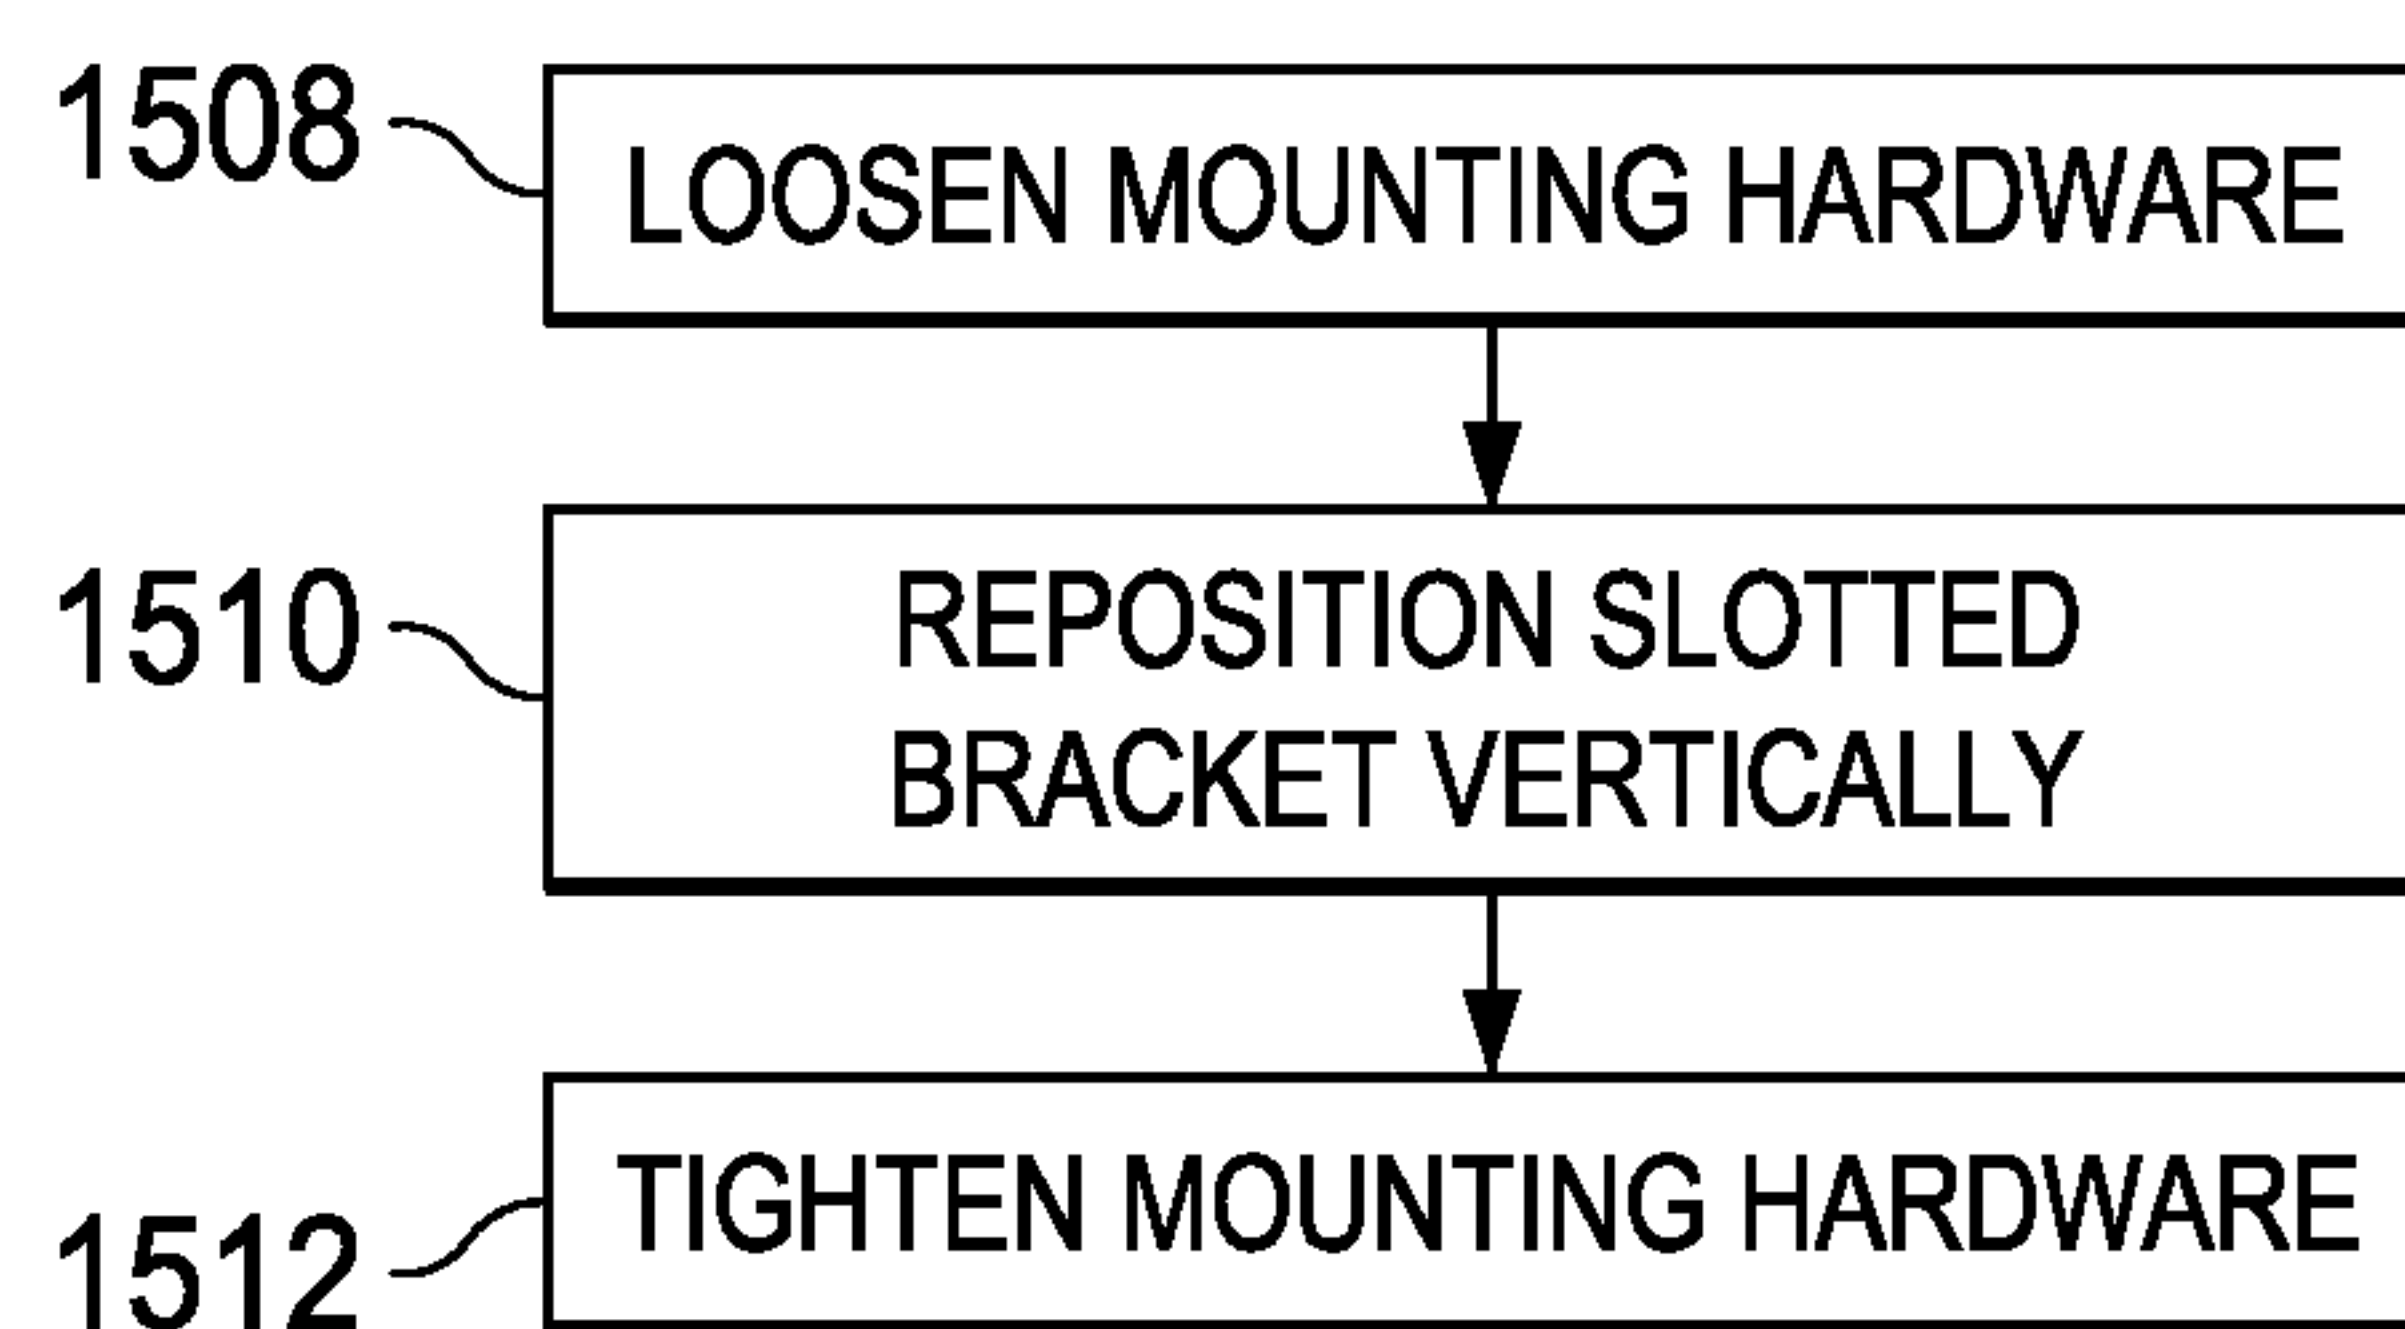 1508
LOOSEN MOUNTING HARDWARE
1510
REPOSITION SLOTTED
BRACKET VERTICALLY
1512
TIGHTEN MOUNTING HARDWARE